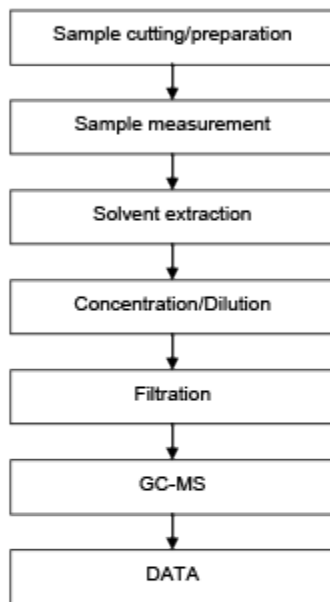 Sample cutting/preparation
Sample measurement
Solvent extraction
Concentration/Dilution
Filtration
GC-MS
DATA